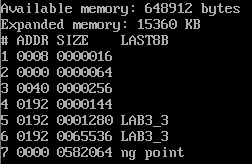 Available memory: 648912 bytes
Expanded memory: 15360 KB
# ADDR SIZE LAST8B
1 0008 0000016
2 0000 0000064
3 0040 0000256
4 0192 0000144
5 0192 0001280 LAB3_3
6 0192 0065536 LAB3_3
7 0000 0582064 ng point